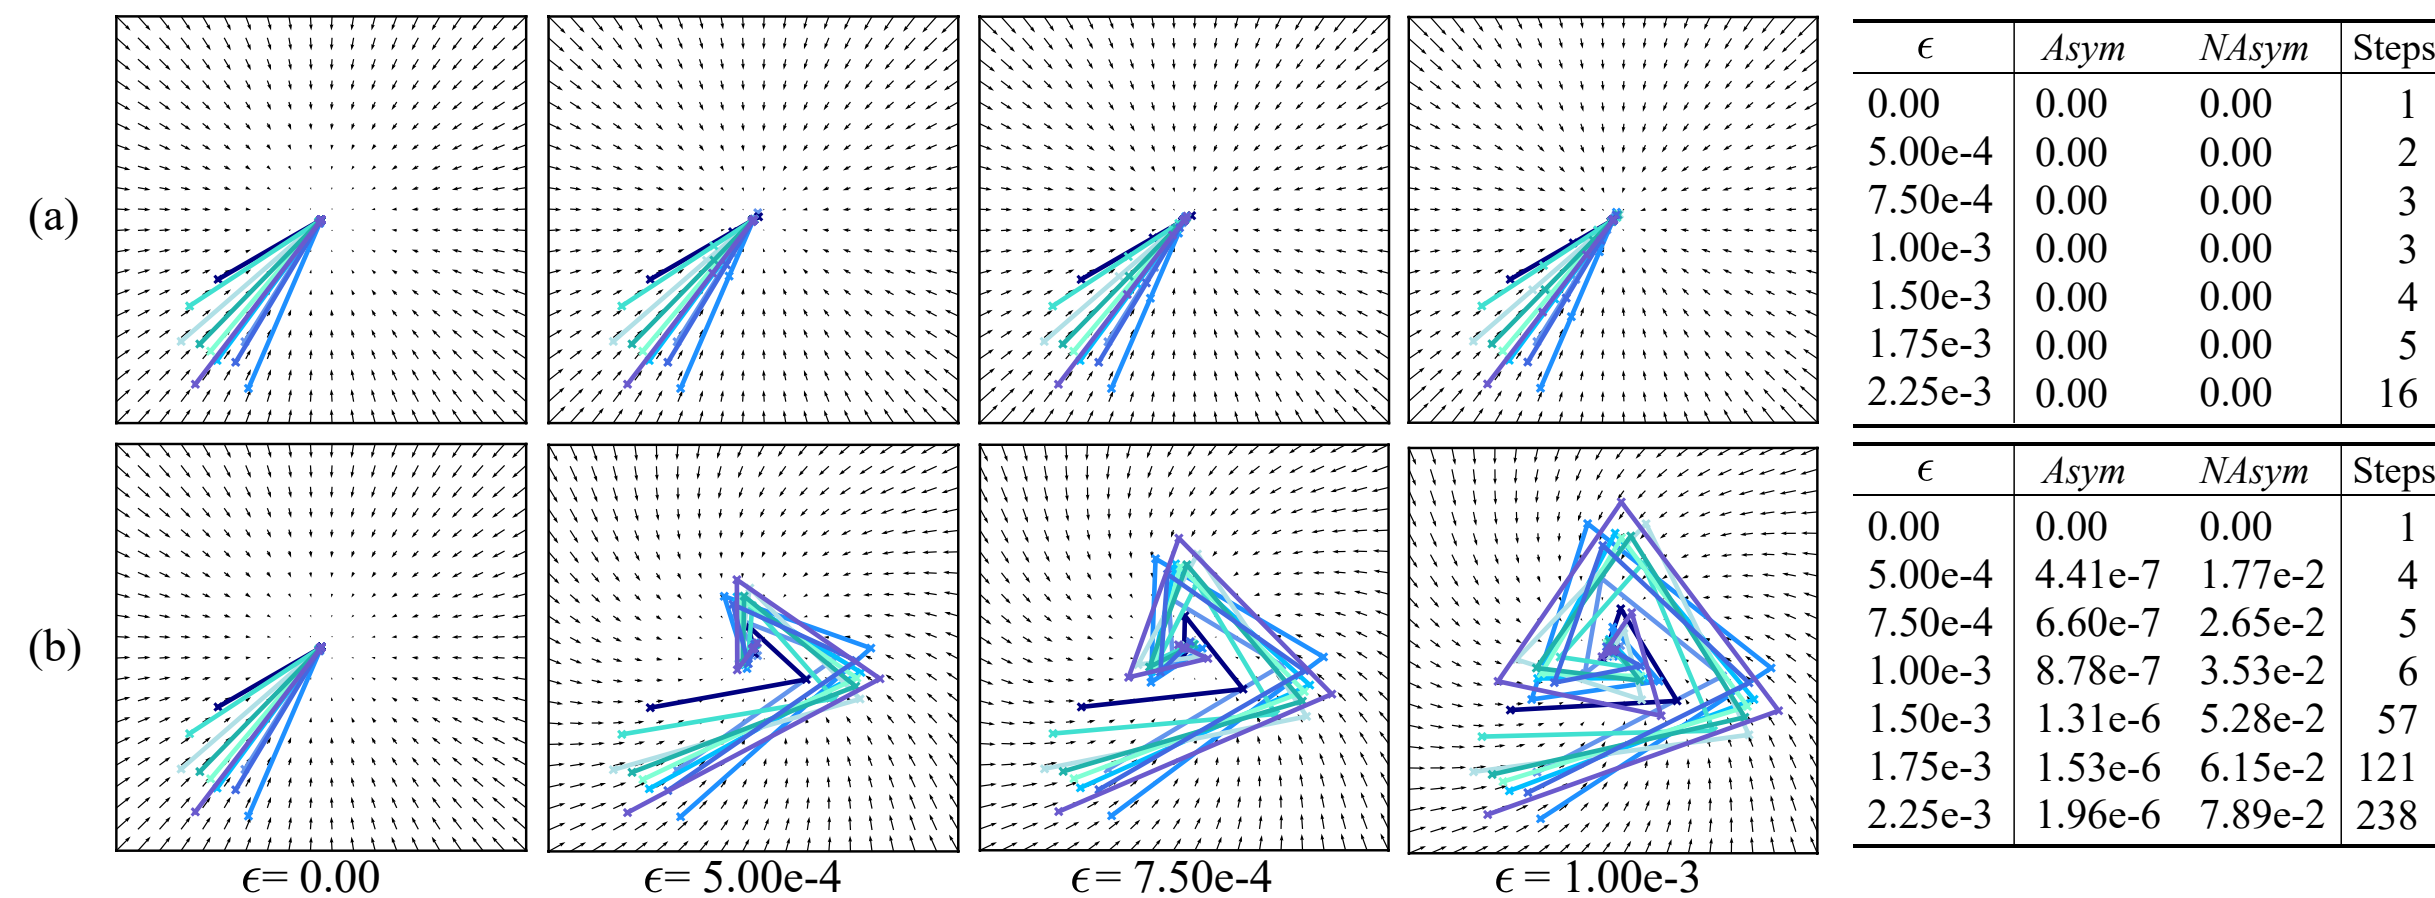 (a)
ϵ Asym NAsym Steps
0.00 0.00 0.00 1
5.00e-4 0.00 0.00 2
7.50e-4 0.00 0.00 3
1.00e-3 0.00 0.00 3
1.50e-3 0.00 0.00 4
1.75e-3 0.00 0.00 5
2.25e-3 0.00 0.00 16
(b)
ϵ Asym NAsym Steps
0.00 0.00 0.00 1
5.00e-4 4.41e-7 1.77e-2 4
7.50e-4 6.60e-7 2.65e-2 5
1.00e-3 8.78e-7 3.53e-2 6
1.50e-3 1.31e-6 5.28e-2 57
1.75e-3 1.53e-6 6.15e-2 121
2.25e-3 1.96e-6 7.89e-2 238
ϵ= 0.00 ϵ= 5.00e-4 ϵ= 7.50e-4 ϵ = 1.00e-3